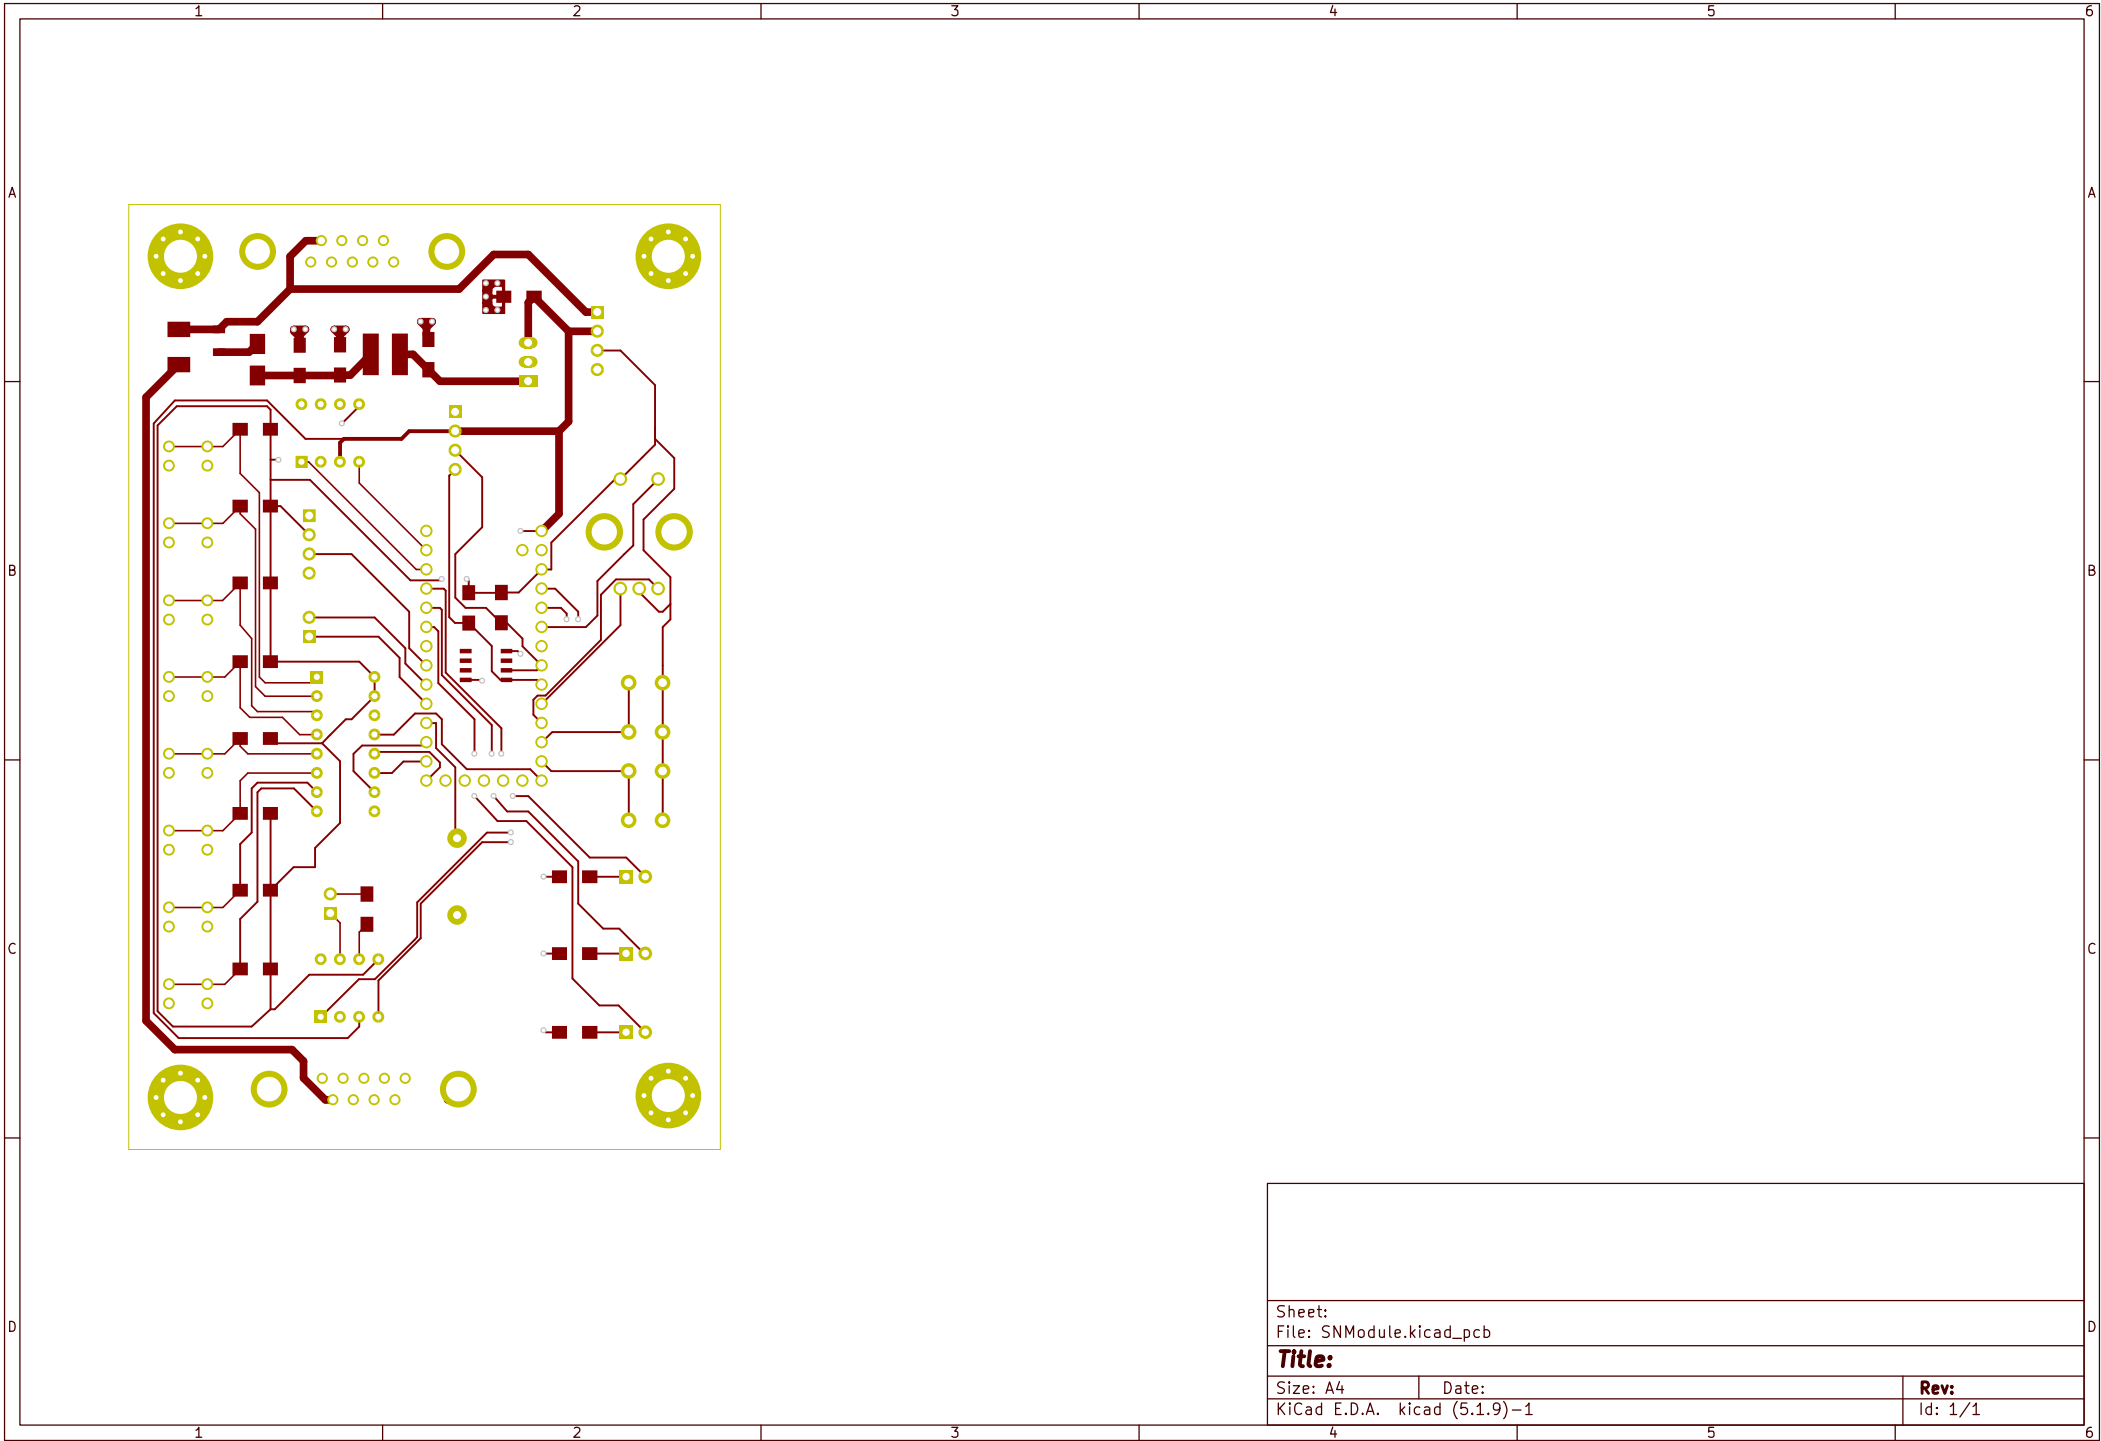 1 2 3 4 5 6
A A
B B
C C
Sheet:
File: SNModule.kicad_pcb
D D
Title:
Size: A4 Date: Rev:
KiCad E.D.A. kicad (5.1.9)-1 Id: 1/1
1 2 3 4 5 6